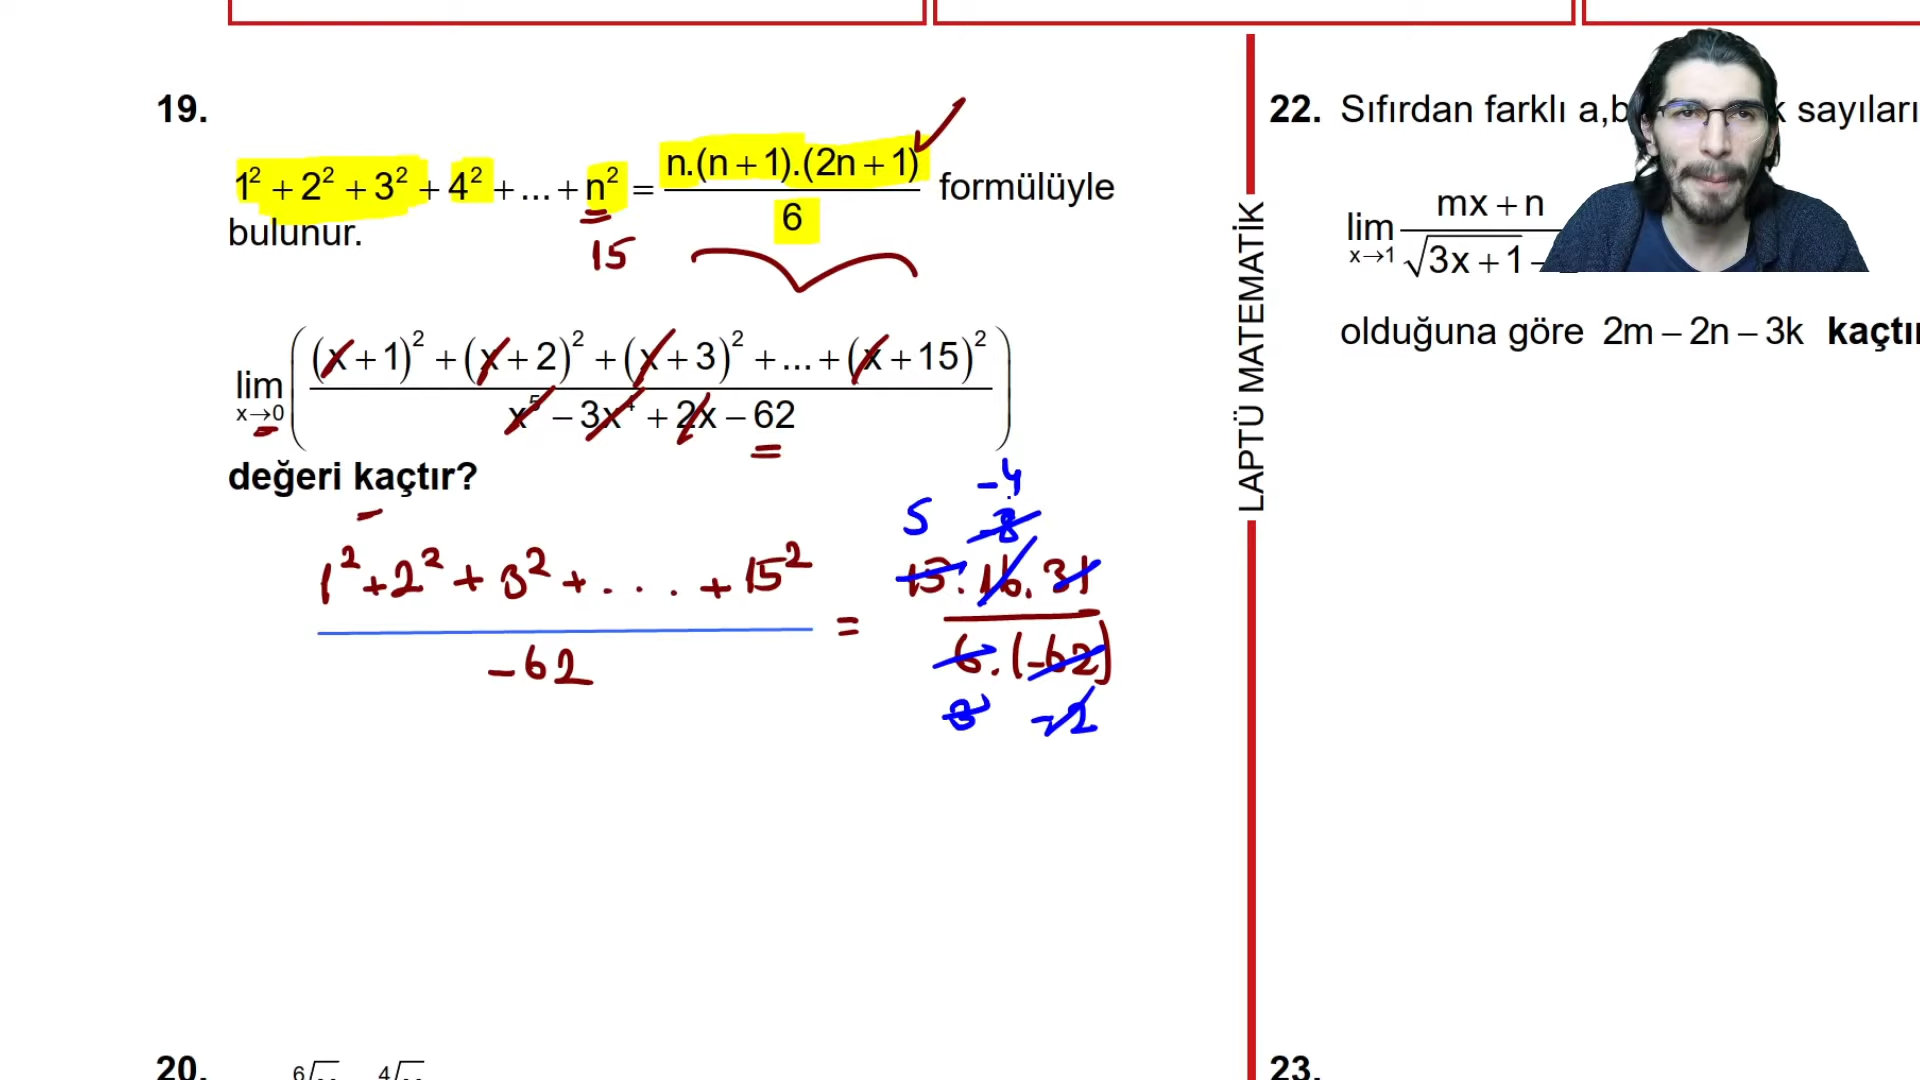 19.
1² + 2² + 3² + 4² + ... + n² = n.(n + 1).(2n + 1) / 6 formülüyle
bulunur.
15
lim x→0 ( ((x + 1)² + (x + 2)² + (x + 3)² + ... + (x + 15)²) / (x⁵ – 3x⁴ + 2x – 62) )
değeri kaçtır?
1² + 2² + 3² + . . . . + 15² / -62 = 15 . 16 . 31 / 6 . (-62)
5 -8 -4
3 -2
20.
⁶√ ⁴√
LAPTÜ MATEMATİK
22. Sıfırdan farklı a,b k sayıları
lim x→1 mx + n / √3x + 1 –
olduğuna göre 2m – 2n – 3k kaçtı
23.